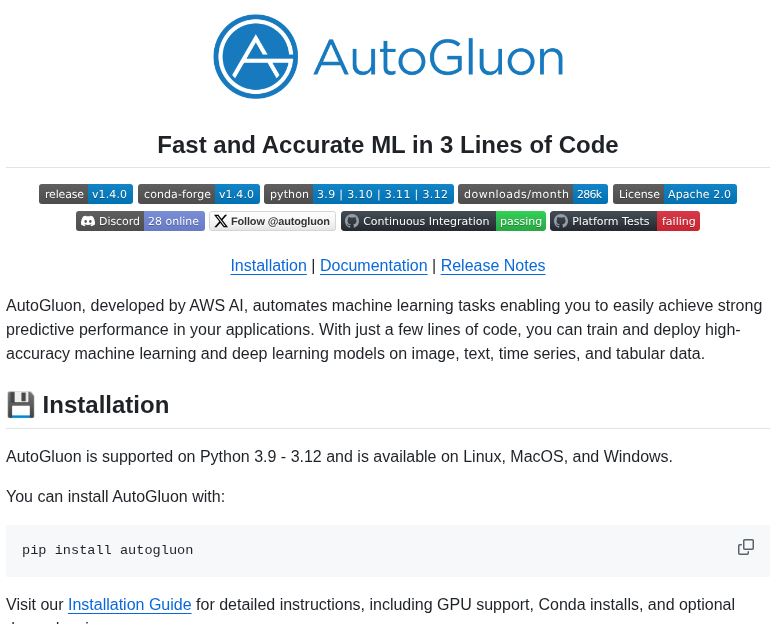 AutoGluon
Fast and Accurate ML in 3 Lines of Code
release v1.4.0 conda-forge v1.4.0 python 3.9 | 3.10 | 3.11 | 3.12 downloads/month 286k License Apache 2.0
Discord 28 online Follow @autogluon Continuous Integration passing Platform Tests failing
Installation | Documentation | Release Notes
AutoGluon, developed by AWS AI, automates machine learning tasks enabling you to easily achieve strong
predictive performance in your applications. With just a few lines of code, you can train and deploy high-
accuracy machine learning and deep learning models on image, text, time series, and tabular data.
💾 Installation
AutoGluon is supported on Python 3.9 - 3.12 and is available on Linux, MacOS, and Windows.
You can install AutoGluon with:
pip install autogluon
Visit our Installation Guide for detailed instructions, including GPU support, Conda installs, and optional